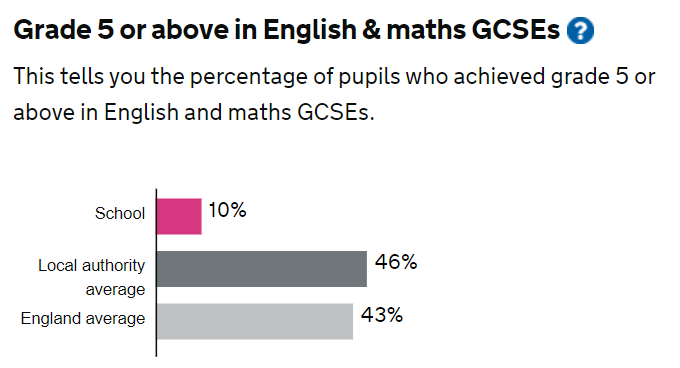 Grade 5 or above in English & maths GCSEs ?
This tells you the percentage of pupils who achieved grade 5 or
above in English and maths GCSEs.
School 10%
Local authority
average 46%
England average 43%